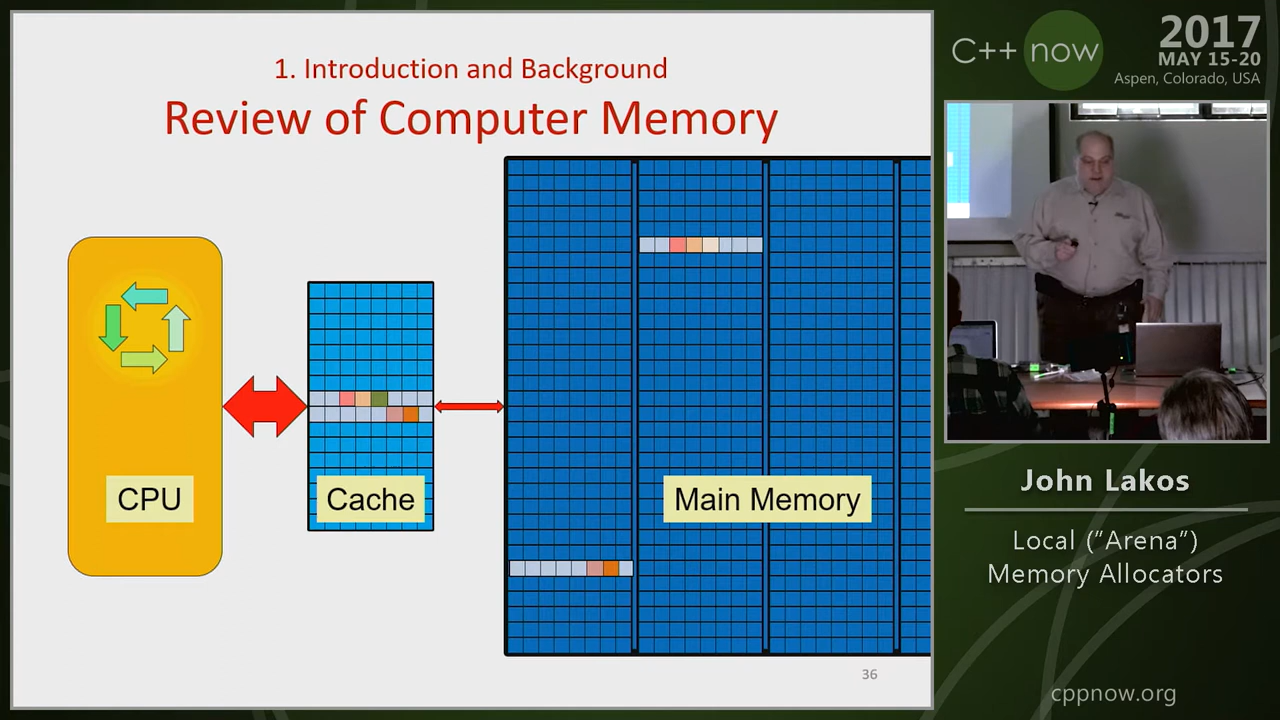 1. Introduction and Background
Review of Computer Memory
CPU
Cache
Main Memory
36
C++ now
2017
MAY 15-20
Aspen, Colorado, USA
John Lakos
Local (“Arena”)
Memory Allocators
cppnow.org